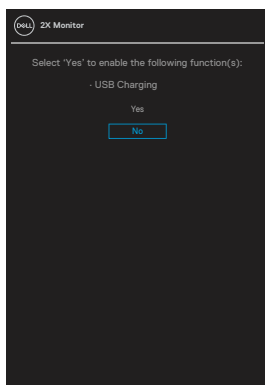 DELL 2X Monitor
Select ‘Yes’ to enable the following function(s):
- USB Charging
Yes
No